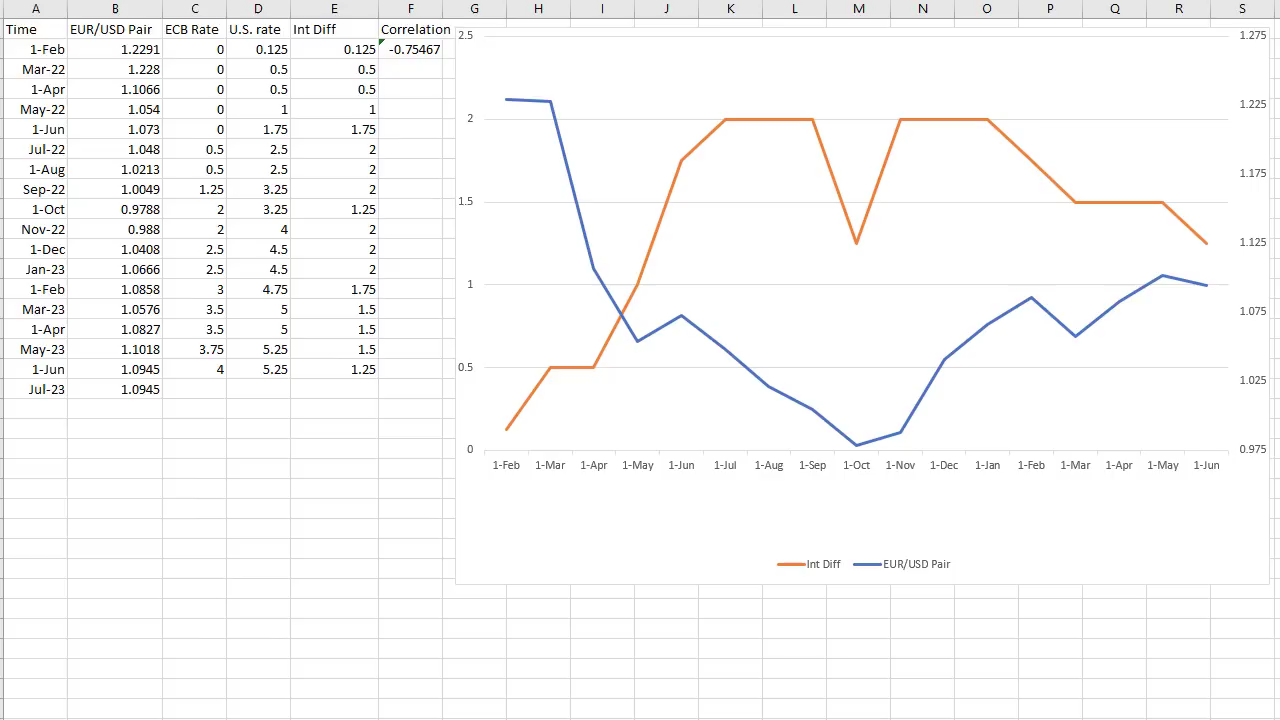 A B C D E F G H I J K L M N O P Q R S
Time EUR/USD Pair ECB Rate U.S. rate Int Diff Correlation
1-Feb 1.2291 0 0.125 0.125 -0.75467
Mar-22 1.228 0 0.5 0.5
1-Apr 1.1066 0 0.5 0.5
May-22 1.054 0 1 1
1-Jun 1.073 0 1.75 1.75
Jul-22 1.048 0.5 2.5 2
1-Aug 1.0213 0.5 2.5 2
Sep-22 1.0049 1.25 3.25 2
1-Oct 0.9788 2 3.25 1.25
Nov-22 0.988 2 4 2
1-Dec 1.0408 2.5 4.5 2
Jan-23 1.0666 2.5 4.5 2
1-Feb 1.0858 3 4.75 1.75
Mar-23 1.0576 3.5 5 1.5
1-Apr 1.0827 3.5 5 1.5
May-23 1.1018 3.75 5.25 1.5
1-Jun 1.0945 4 5.25 1.25
Jul-23 1.0945
2.5
2
1.5
1
0.5
0
1.275
1.225
1.175
1.125
1.075
1.025
0.975
1-Feb 1-Mar 1-Apr 1-May 1-Jun 1-Jul 1-Aug 1-Sep 1-Oct 1-Nov 1-Dec 1-Jan 1-Feb 1-Mar 1-Apr 1-May 1-Jun
Int Diff EUR/USD Pair